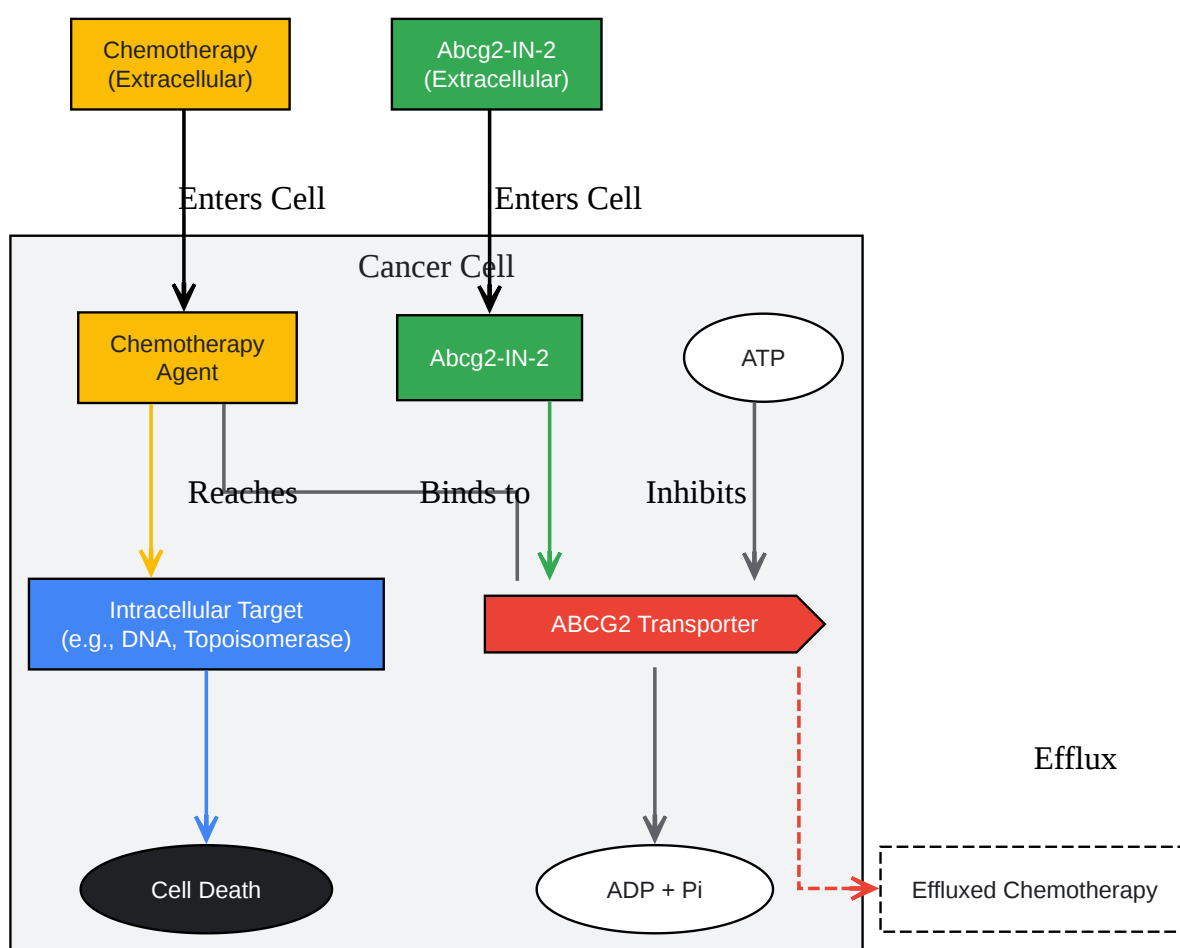 Chemotherapy
(Extracellular)
Abcg2-IN-2
(Extracellular)
Enters Cell
Enters Cell
Cancer Cell
Chemotherapy
Agent
Abcg2-IN-2
ATP
Reaches
Binds to
Inhibits
Intracellular Target
(e.g., DNA, Topoisomerase)
ABCG2 Transporter
Efflux
Cell Death
ADP + Pi
Effluxed Chemotherapy